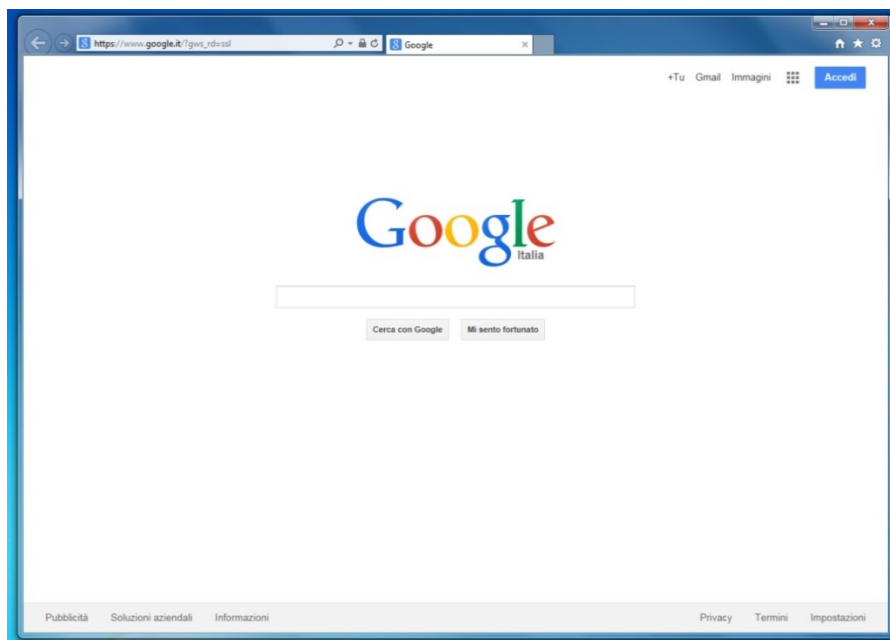 https://www.google.it/?gws_rd=ssl
Google
+Tu Gmail Immagini Accedi
Google
Italia
Cerca con Google Mi sento fortunato
Pubblicità Soluzioni aziendali Informazioni Privacy Termini Impostazioni